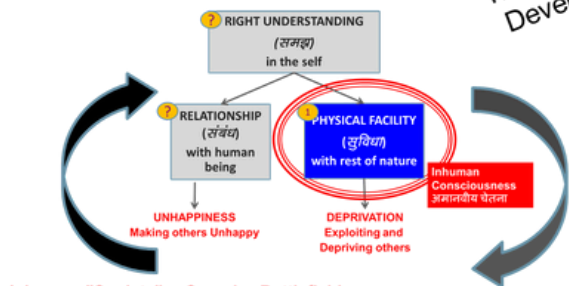 Deve
? RIGHT UNDERSTANDING
(समझ)
in the self
? RELATIONSHIP
(संबंध)
with human
being
1 PHYSICAL FACILITY
(सुविधा)
with rest of nature
Inhuman
Consciousness
अमानवीय चेतना
UNHAPPINESS
Making others Unhappy
DEPRIVATION
Exploiting and
Depriving others